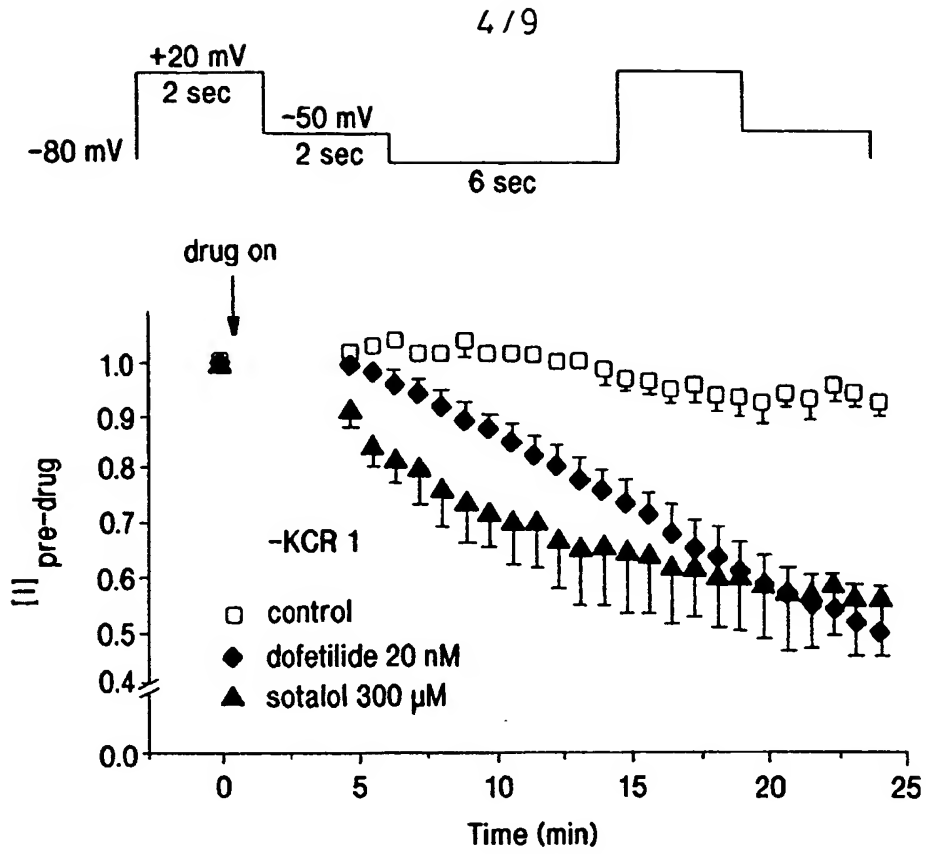 4/9
+20 mV
2 sec
-50 mV
2 sec
-80 mV
6 sec
drug on
1.0
0.9
0.8
0.7
0.6
0.5
0.4
0.0
[I] pre-drug
-KCR 1
control
dofetilide 20 nM
sotalol 300 µM
0
5
10
15
20
25
Time (min)